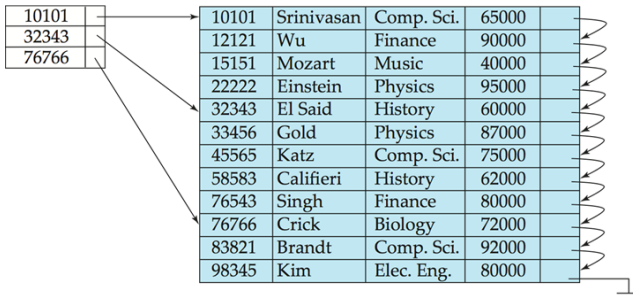 10101
32343
76766
10101 Srinivasan Comp. Sci. 65000
12121 Wu Finance 90000
15151 Mozart Music 40000
22222 Einstein Physics 95000
32343 El Said History 60000
33456 Gold Physics 87000
45565 Katz Comp. Sci. 75000
58583 Califieri History 62000
76543 Singh Finance 80000
76766 Crick Biology 72000
83821 Brandt Comp. Sci. 92000
98345 Kim Elec. Eng. 80000